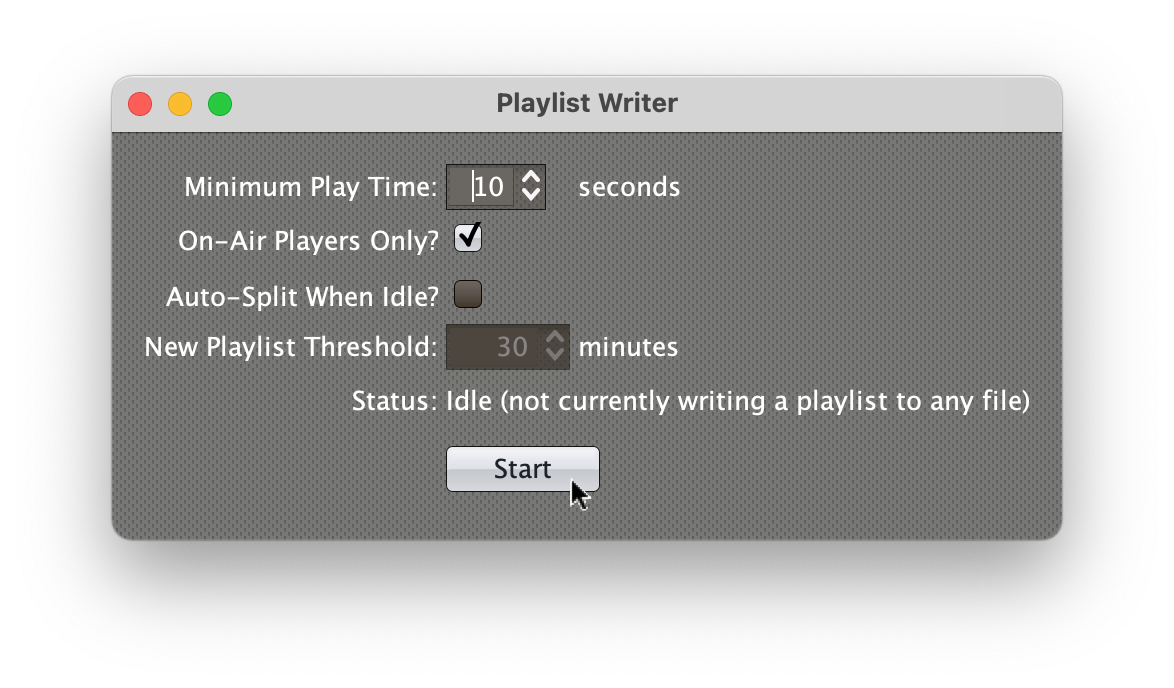 Playlist Writer
Minimum Play Time: 10 seconds
On-Air Players Only?
Auto-Split When Idle?
New Playlist Threshold: 30 minutes
Status: Idle (not currently writing a playlist to any file)
Start